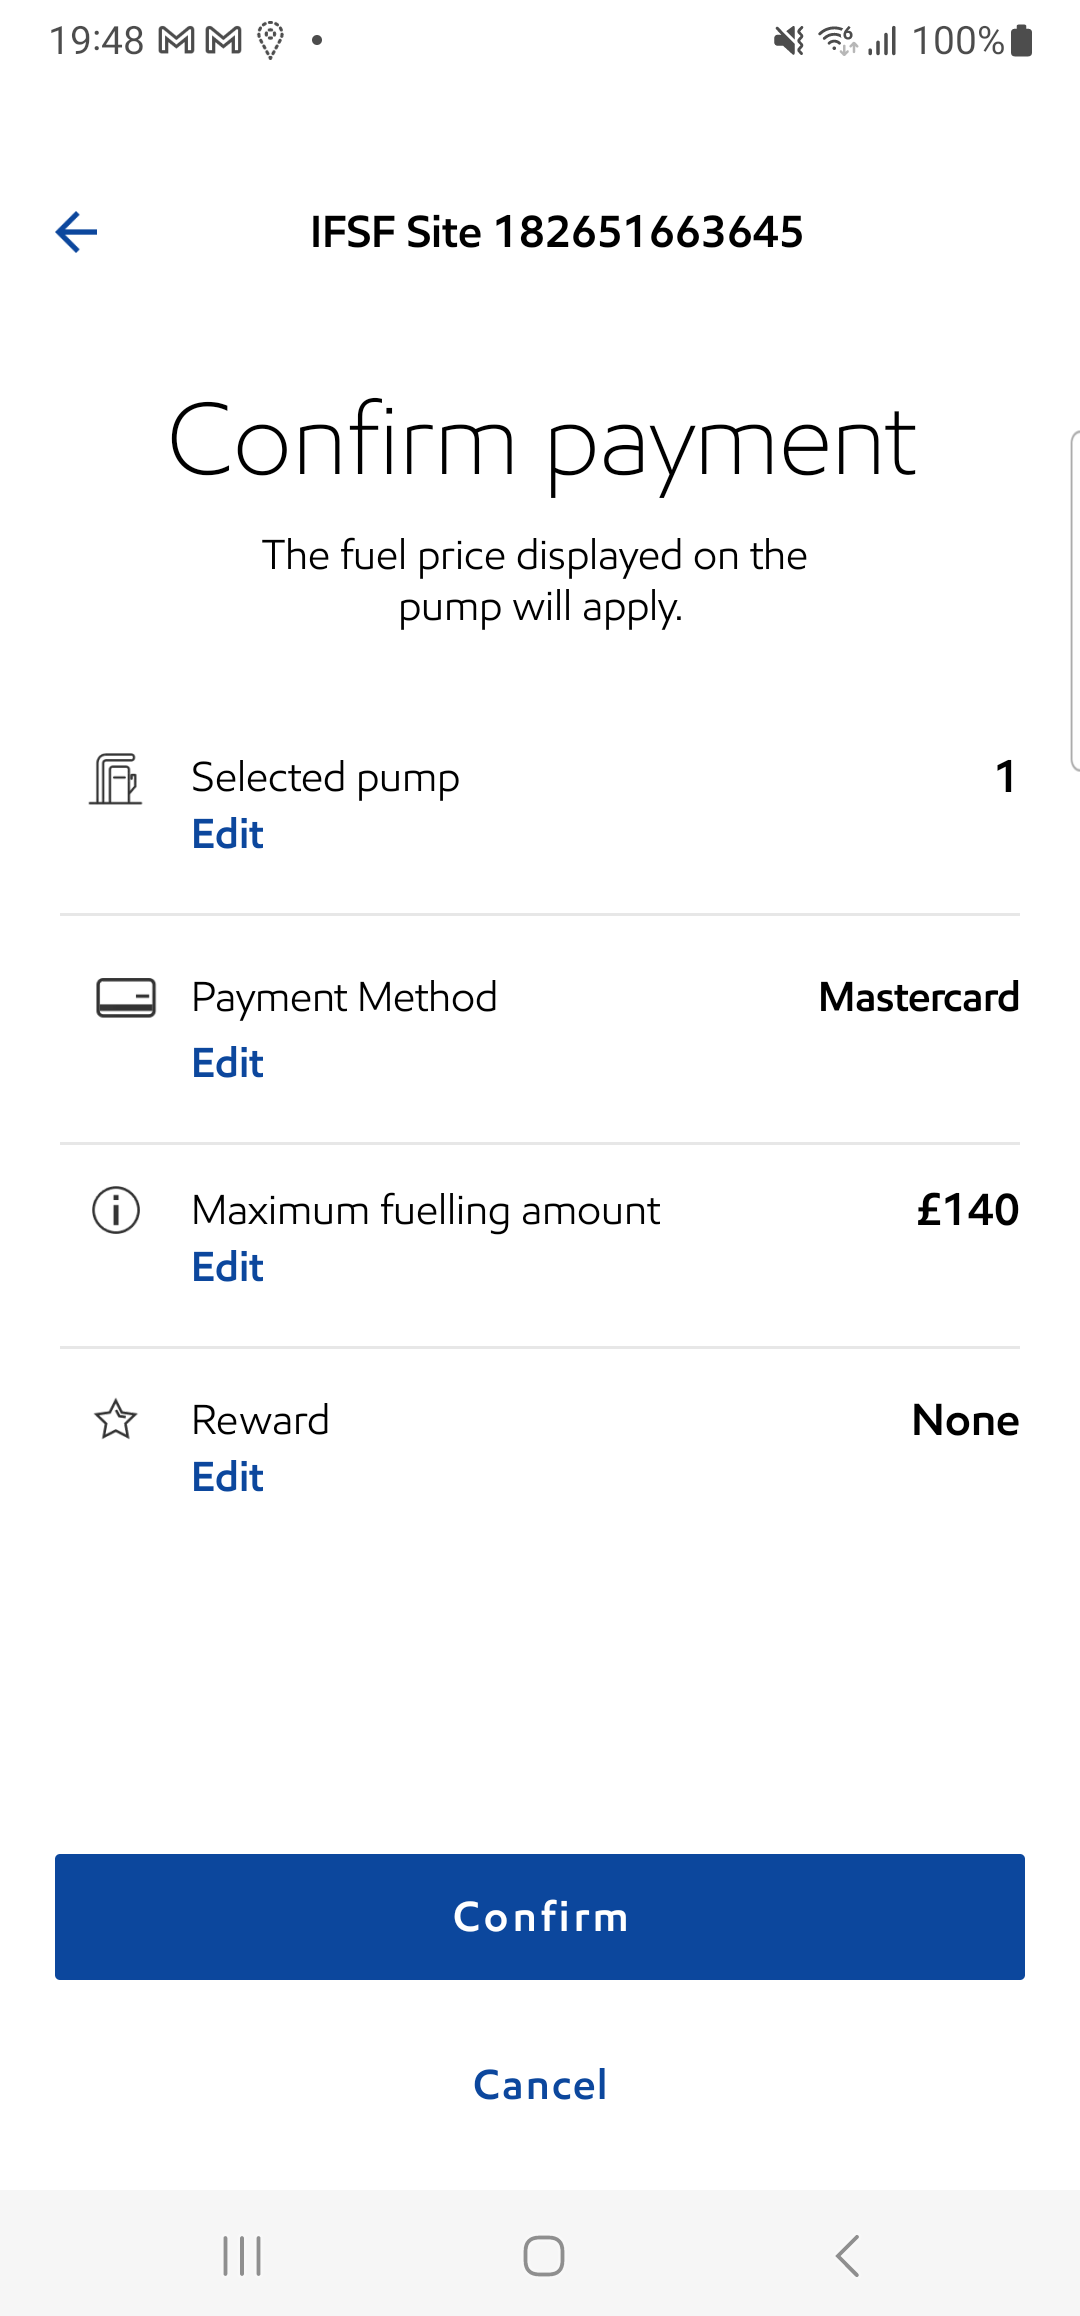 19:48 100%
IFSF Site 182651663645
Confirm payment
The fuel price displayed on the
pump will apply.
Selected pump 1
Edit
Payment Method Mastercard
Edit
Maximum fuelling amount £140
Edit
Reward None
Edit
Confirm
Cancel